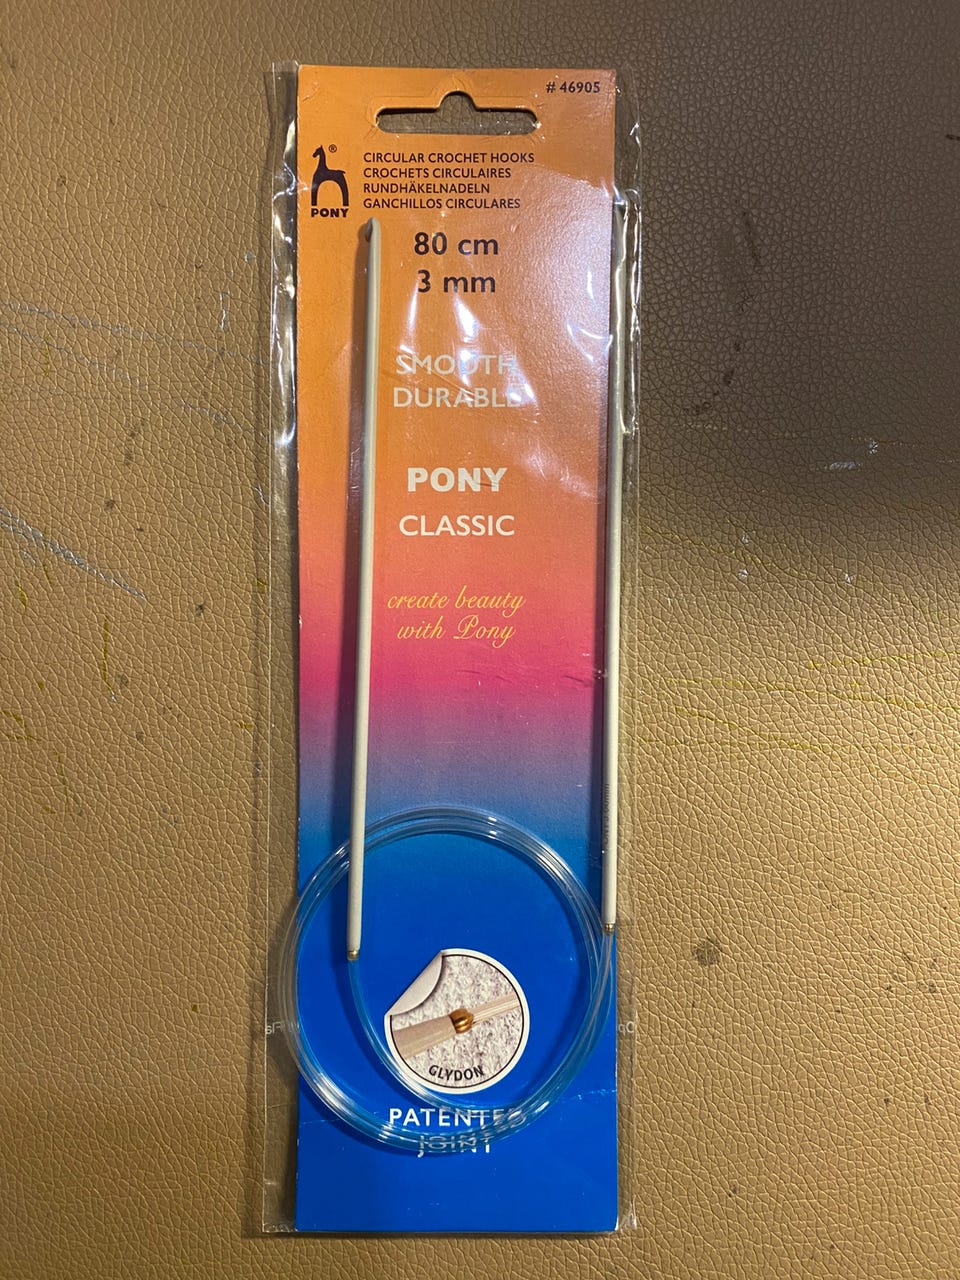 # 46905
®
PONY
CIRCULAR CROCHET HOOKS
CROCHETS CIRCULAIRES
RUNDHÄKELNADELN
GANCHILLOS CIRCULARES
80 cm
3 mm
SMOOTH
DURABLE
PONY
CLASSIC
create beauty
with Pony
GLYDON
PATENTED
JOINT